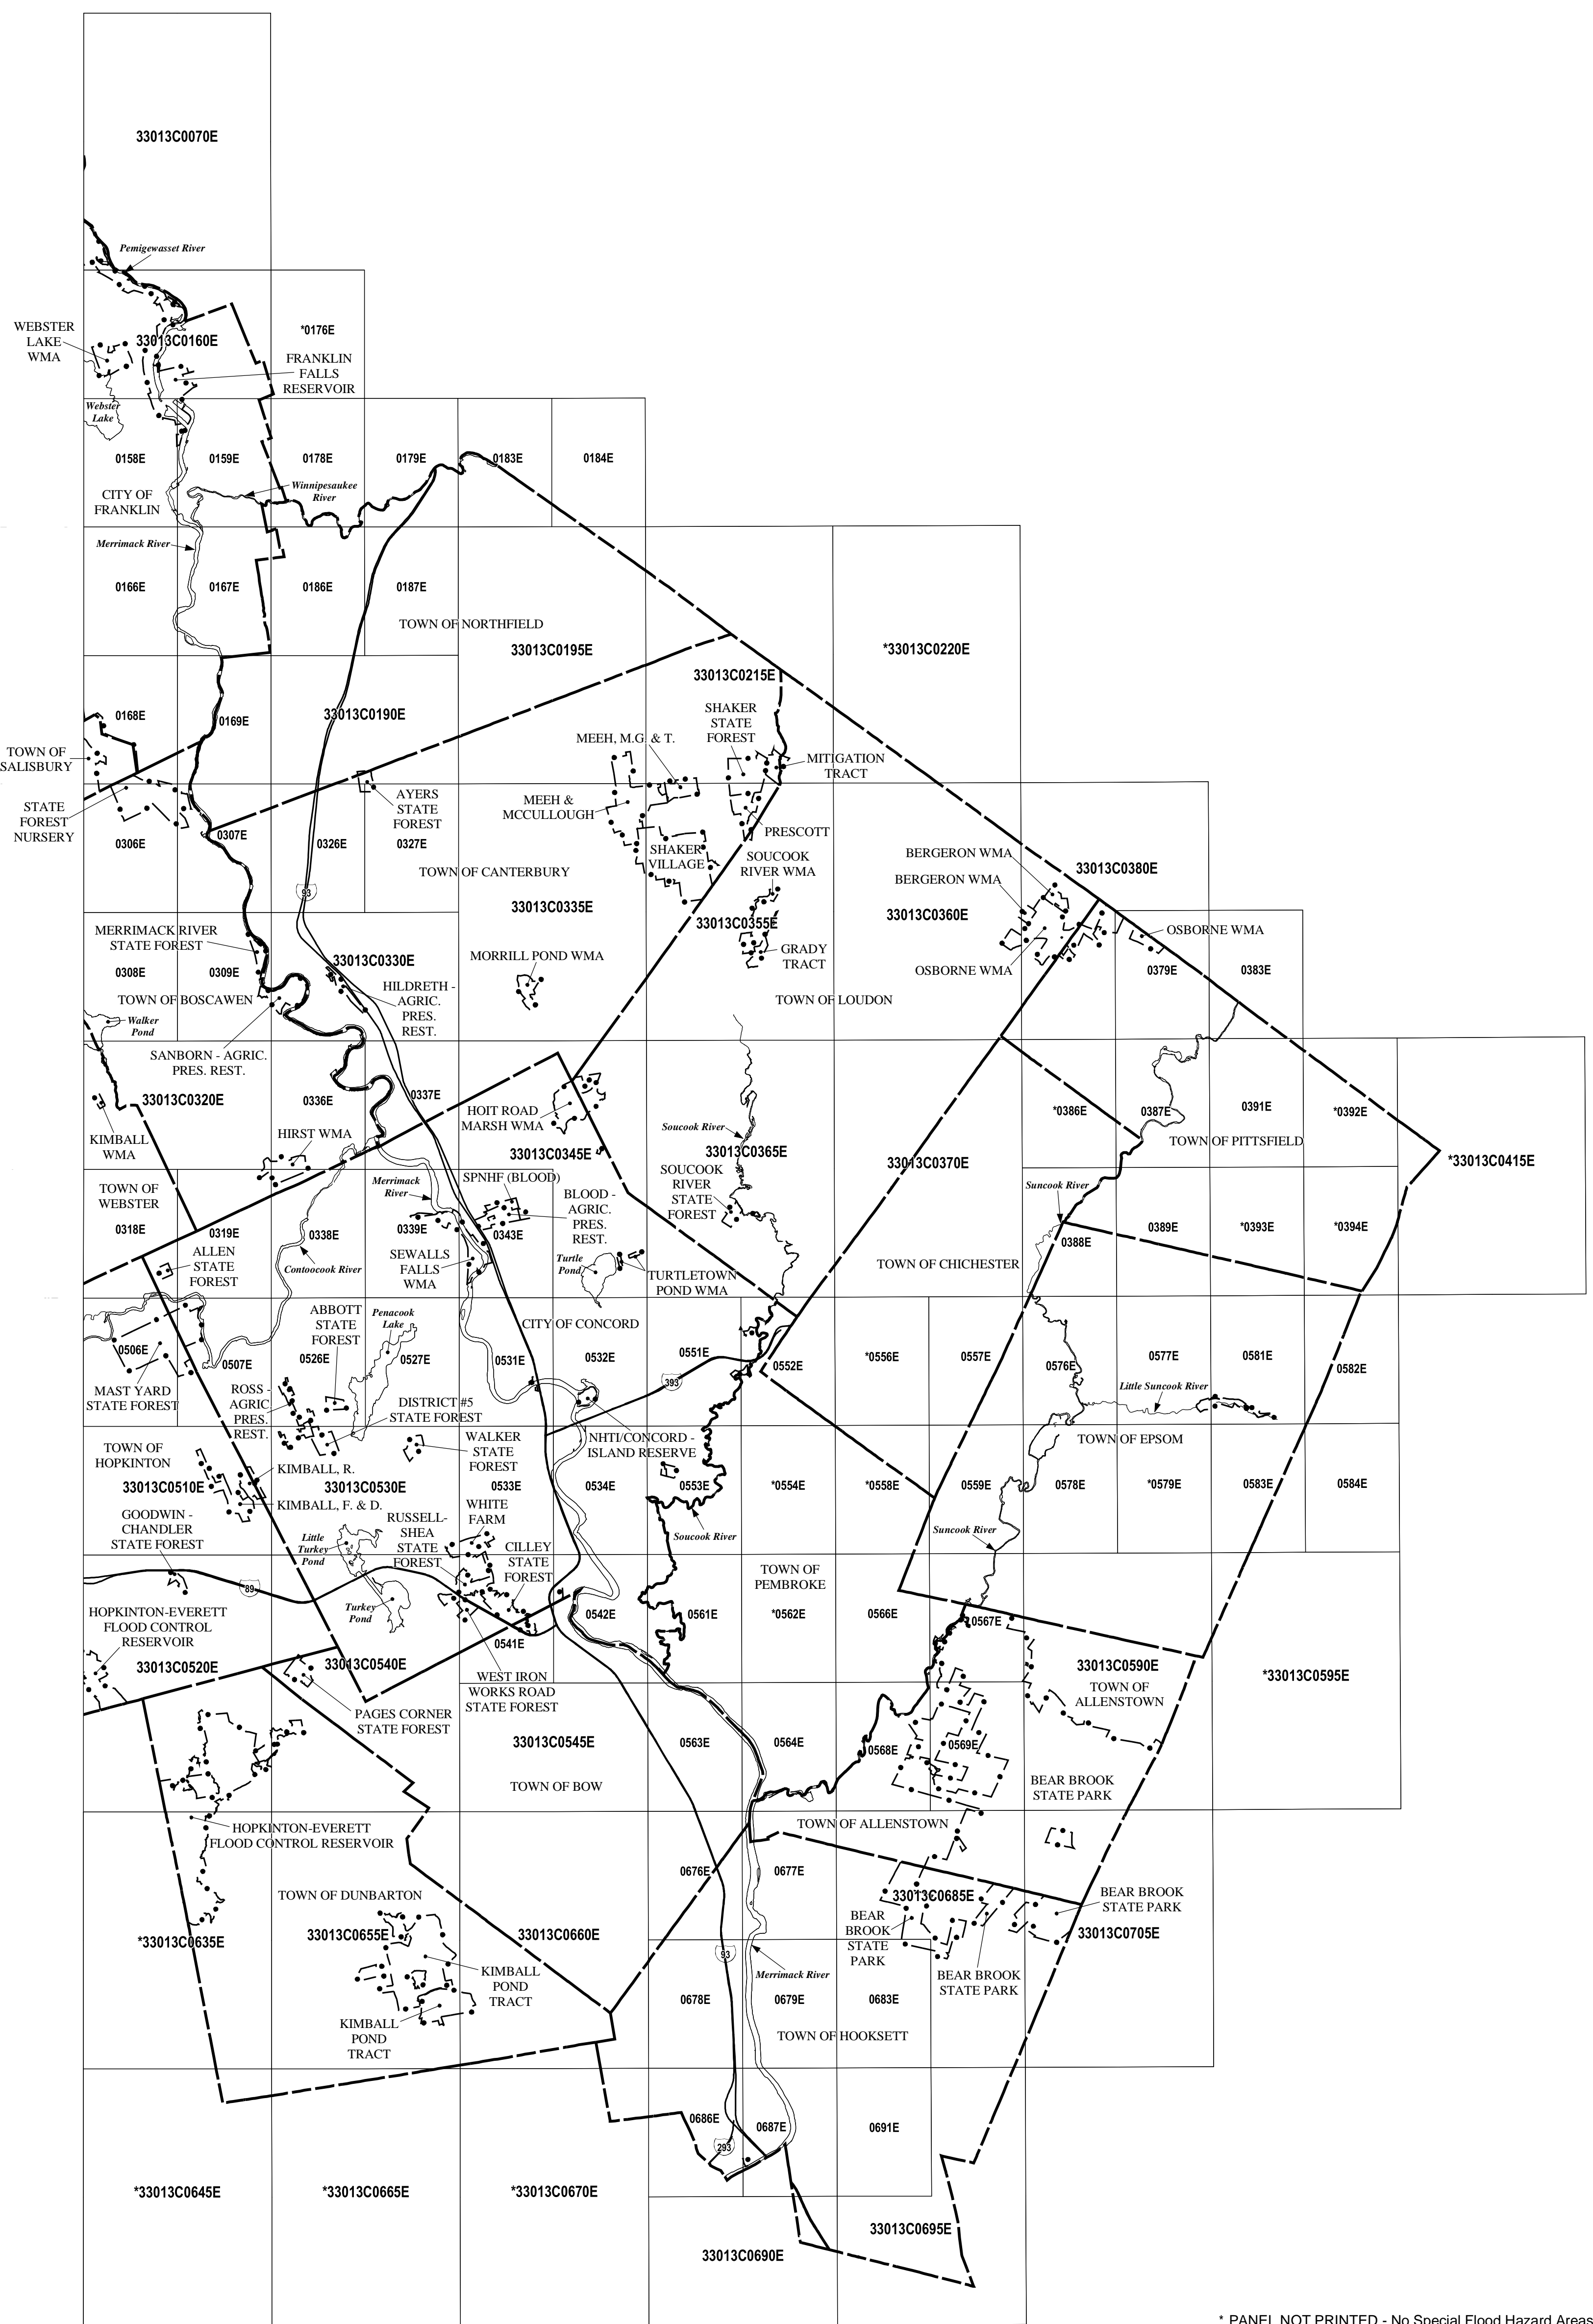 33013C0070E
Pemigewasset River
WEBSTER
LAKE
WMA
33013C0160E
*0176E
FRANKLIN
FALLS
RESERVOIR
Webster
Lake
0158E
0159E
0178E
0179E
0183E
0184E
CITY OF
FRANKLIN
Winnipesaukee
River
Merrimack River
0166E
0167E
0186E
0187E
TOWN OF NORTHFIELD
33013C0195E
*33013C0220E
33013C0215E
0168E
0169E
33013C0190E
SHAKER
STATE
FOREST
MEEH, M.G. & T.
MITIGATION
TRACT
TOWN OF
SALISBURY
STATE
FOREST
NURSERY
AYERS
STATE
FOREST
MEEH &
MCCULLOUGH
PRESCOTT
0306E
0307E
0326E
0327E
SHAKER
VILLAGE
SOUCOOK
RIVER WMA
BERGERON WMA
BERGERON WMA
33013C0380E
TOWN OF CANTERBURY
93
33013C0335E
33013C0355E
33013C0360E
MERRIMACK RIVER
STATE FOREST
OSBORNE WMA
GRADY
TRACT
MORRILL POND WMA
33013C0330E
OSBORNE WMA
0308E
0309E
0379E
0383E
HILDRETH -
AGRIC.
PRES.
REST.
TOWN OF BOSCAWEN
TOWN OF LOUDON
Walker
Pond
SANBORN - AGRIC.
PRES. REST.
33013C0320E
0336E
0337E
HOIT ROAD
MARSH WMA
Soucook River
*0386E
0387E
0391E
*0392E
KIMBALL
WMA
HIRST WMA
TOWN OF PITTSFIELD
33013C0345E
33013C0365E
33013C0370E
*33013C0415E
TOWN OF
WEBSTER
Merrimack
River
SPNHF (BLOOD)
BLOOD -
AGRIC.
PRES.
REST.
SOUCOOK
RIVER
STATE
FOREST
Suncook River
0318E
0319E
0338E
0339E
0343E
0388E
0389E
*0393E
*0394E
ALLEN
STATE
FOREST
Contoocook River
SEWALLS
FALLS
WMA
Turtle
Pond
TURTLETOWN
POND WMA
TOWN OF CHICHESTER
ABBOTT
STATE
FOREST
Penacook
Lake
CITY OF CONCORD
0506E
0507E
0526E
0527E
0531E
0532E
0551E
0552E
*0556E
0557E
0576E
0577E
0581E
0582E
MAST YARD
STATE FOREST
ROSS -
AGRIC
PRES.
REST.
393
Little Suncook River
DISTRICT #5
STATE FOREST
TOWN OF
HOPKINTON
WALKER
STATE
FOREST
NHTI/CONCORD -
ISLAND RESERVE
TOWN OF EPSOM
KIMBALL, R.
33013C0510E
33013C0530E
0533E
0534E
0553E
*0554E
*0558E
0559E
0578E
*0579E
0583E
0584E
KIMBALL, F. & D.
GOODWIN -
CHANDLER
STATE FOREST
RUSSELL-
SHEA
STATE
FOREST
WHITE
FARM
Little
Turkey
Pond
Soucook River
Suncook River
CILLEY
STATE
FOREST
TOWN OF
PEMBROKE
89
Turkey
Pond
HOPKINTON-EVERETT
FLOOD CONTROL
RESERVOIR
0541E
0542E
0561E
*0562E
0566E
0567E
33013C0520E
33013C0540E
33013C0590E
*33013C0595E
WEST IRON
WORKS ROAD
STATE FOREST
TOWN OF
ALLENSTOWN
PAGES CORNER
STATE FOREST
33013C0545E
0563E
0564E
0568E
0569E
TOWN OF BOW
BEAR BROOK
STATE PARK
HOPKINTON-EVERETT
FLOOD CONTROL RESERVOIR
TOWN OF ALLENSTOWN
0676E
0677E
TOWN OF DUNBARTON
33013C0685E
BEAR BROOK
STATE PARK
*33013C0635E
33013C0655E
33013C0660E
BEAR
BROOK
STATE
PARK
33013C0705E
93
KIMBALL
POND
TRACT
Merrimack River
BEAR BROOK
STATE PARK
0678E
0679E
0683E
KIMBALL
POND
TRACT
TOWN OF HOOKSETT
0686E
0687E
0691E
293
*33013C0645E
*33013C0665E
*33013C0670E
33013C0695E
33013C0690E
* PANEL NOT PRINTED - No Special Flood Hazard Areas